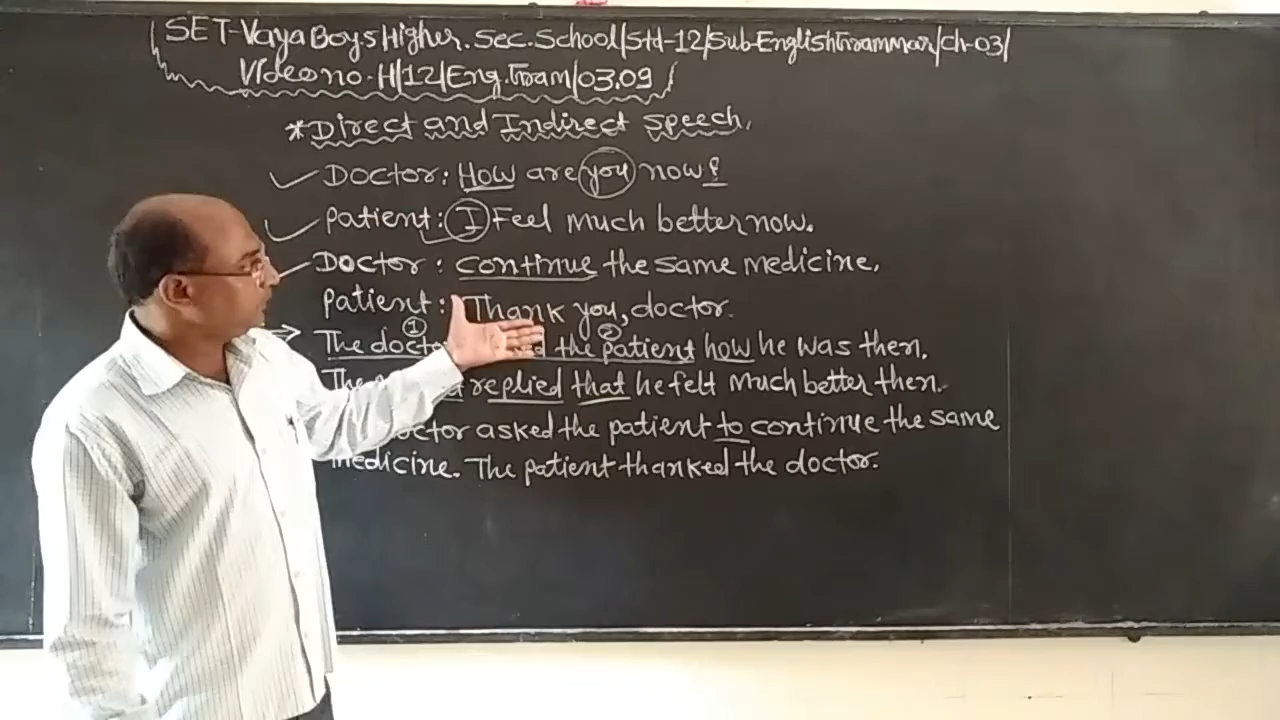 SET-Vaya Boys Higher. Sec. School/Std-12/Sub-English Grammar/Ch-03/
Video no-H/12/Eng.Gram/03.09
*Direct and Indirect Speech.
Doctor: How are you now?
Patient: I Feel Much better now.
Doctor: continue the same medicine.
Patient: Thank you, doctor.
① ②
The doctor the patient how he was then.
The replied that he felt Much better then.
doctor asked the patient to continue the same
medicine. The patient thanked the doctor.